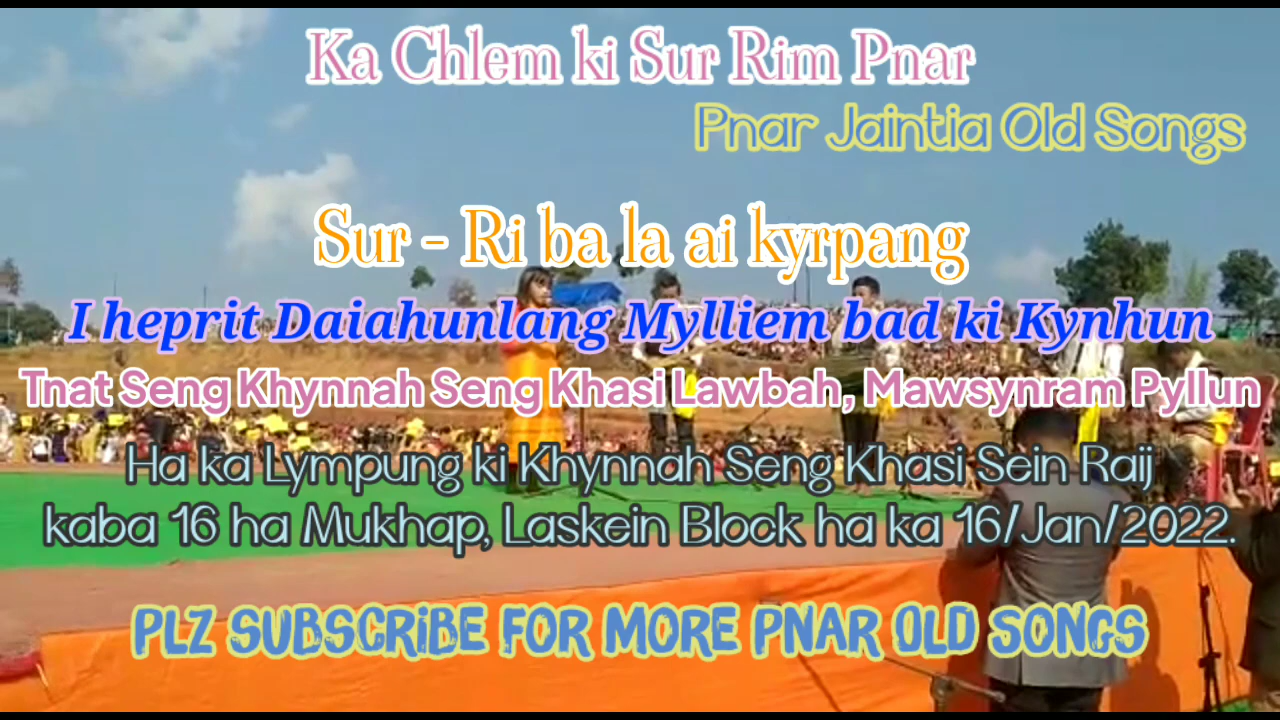 Ka Chlem ki Sur Rim Pnar
Pnar Jaintia Old Songs
Sur - Ri ba la ai kyrpang
I heprit Daiahunlang Mylliem bad ki Kynhun
Tnat Seng Khynnah Seng Khasi Lawbah, Mawsynram Pyllun
Ha ka Lympung ki Khynnah Seng Khasi Sein Raij
kaba 16 ha Mukhap, Laskein Block ha ka 16/Jan/2022.
PLZ SUBSCRIBE FOR MORE PNAR OLD SONGS